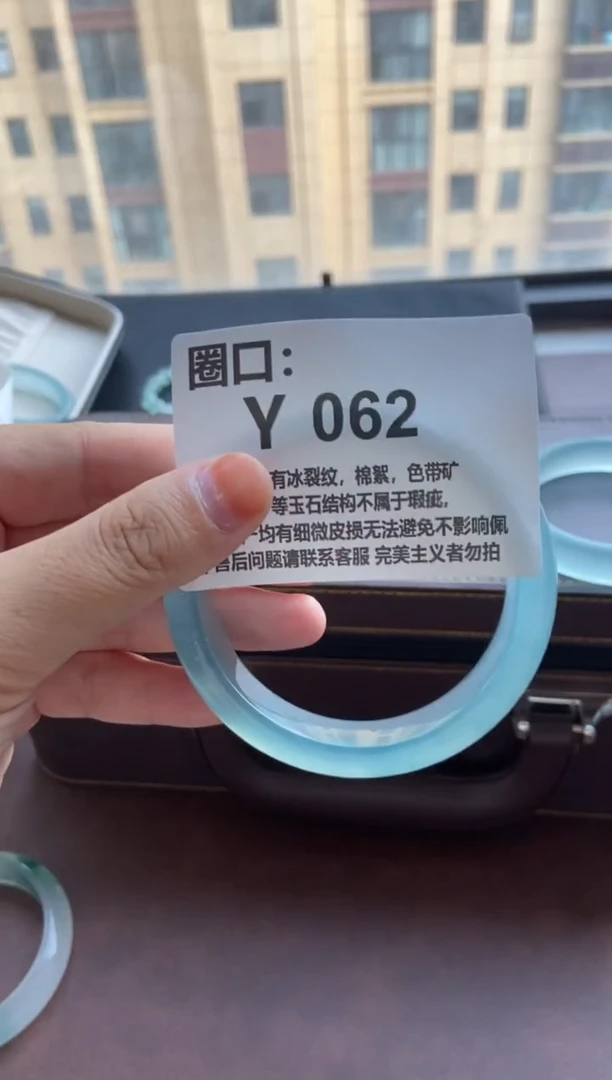 圈口：
Y 062
有冰裂纹，棉絮，色带矿
等玉石结构不属于瑕疵，
均有细微皮损无法避免不影响佩
售后问题请联系客服 完美主义者勿拍